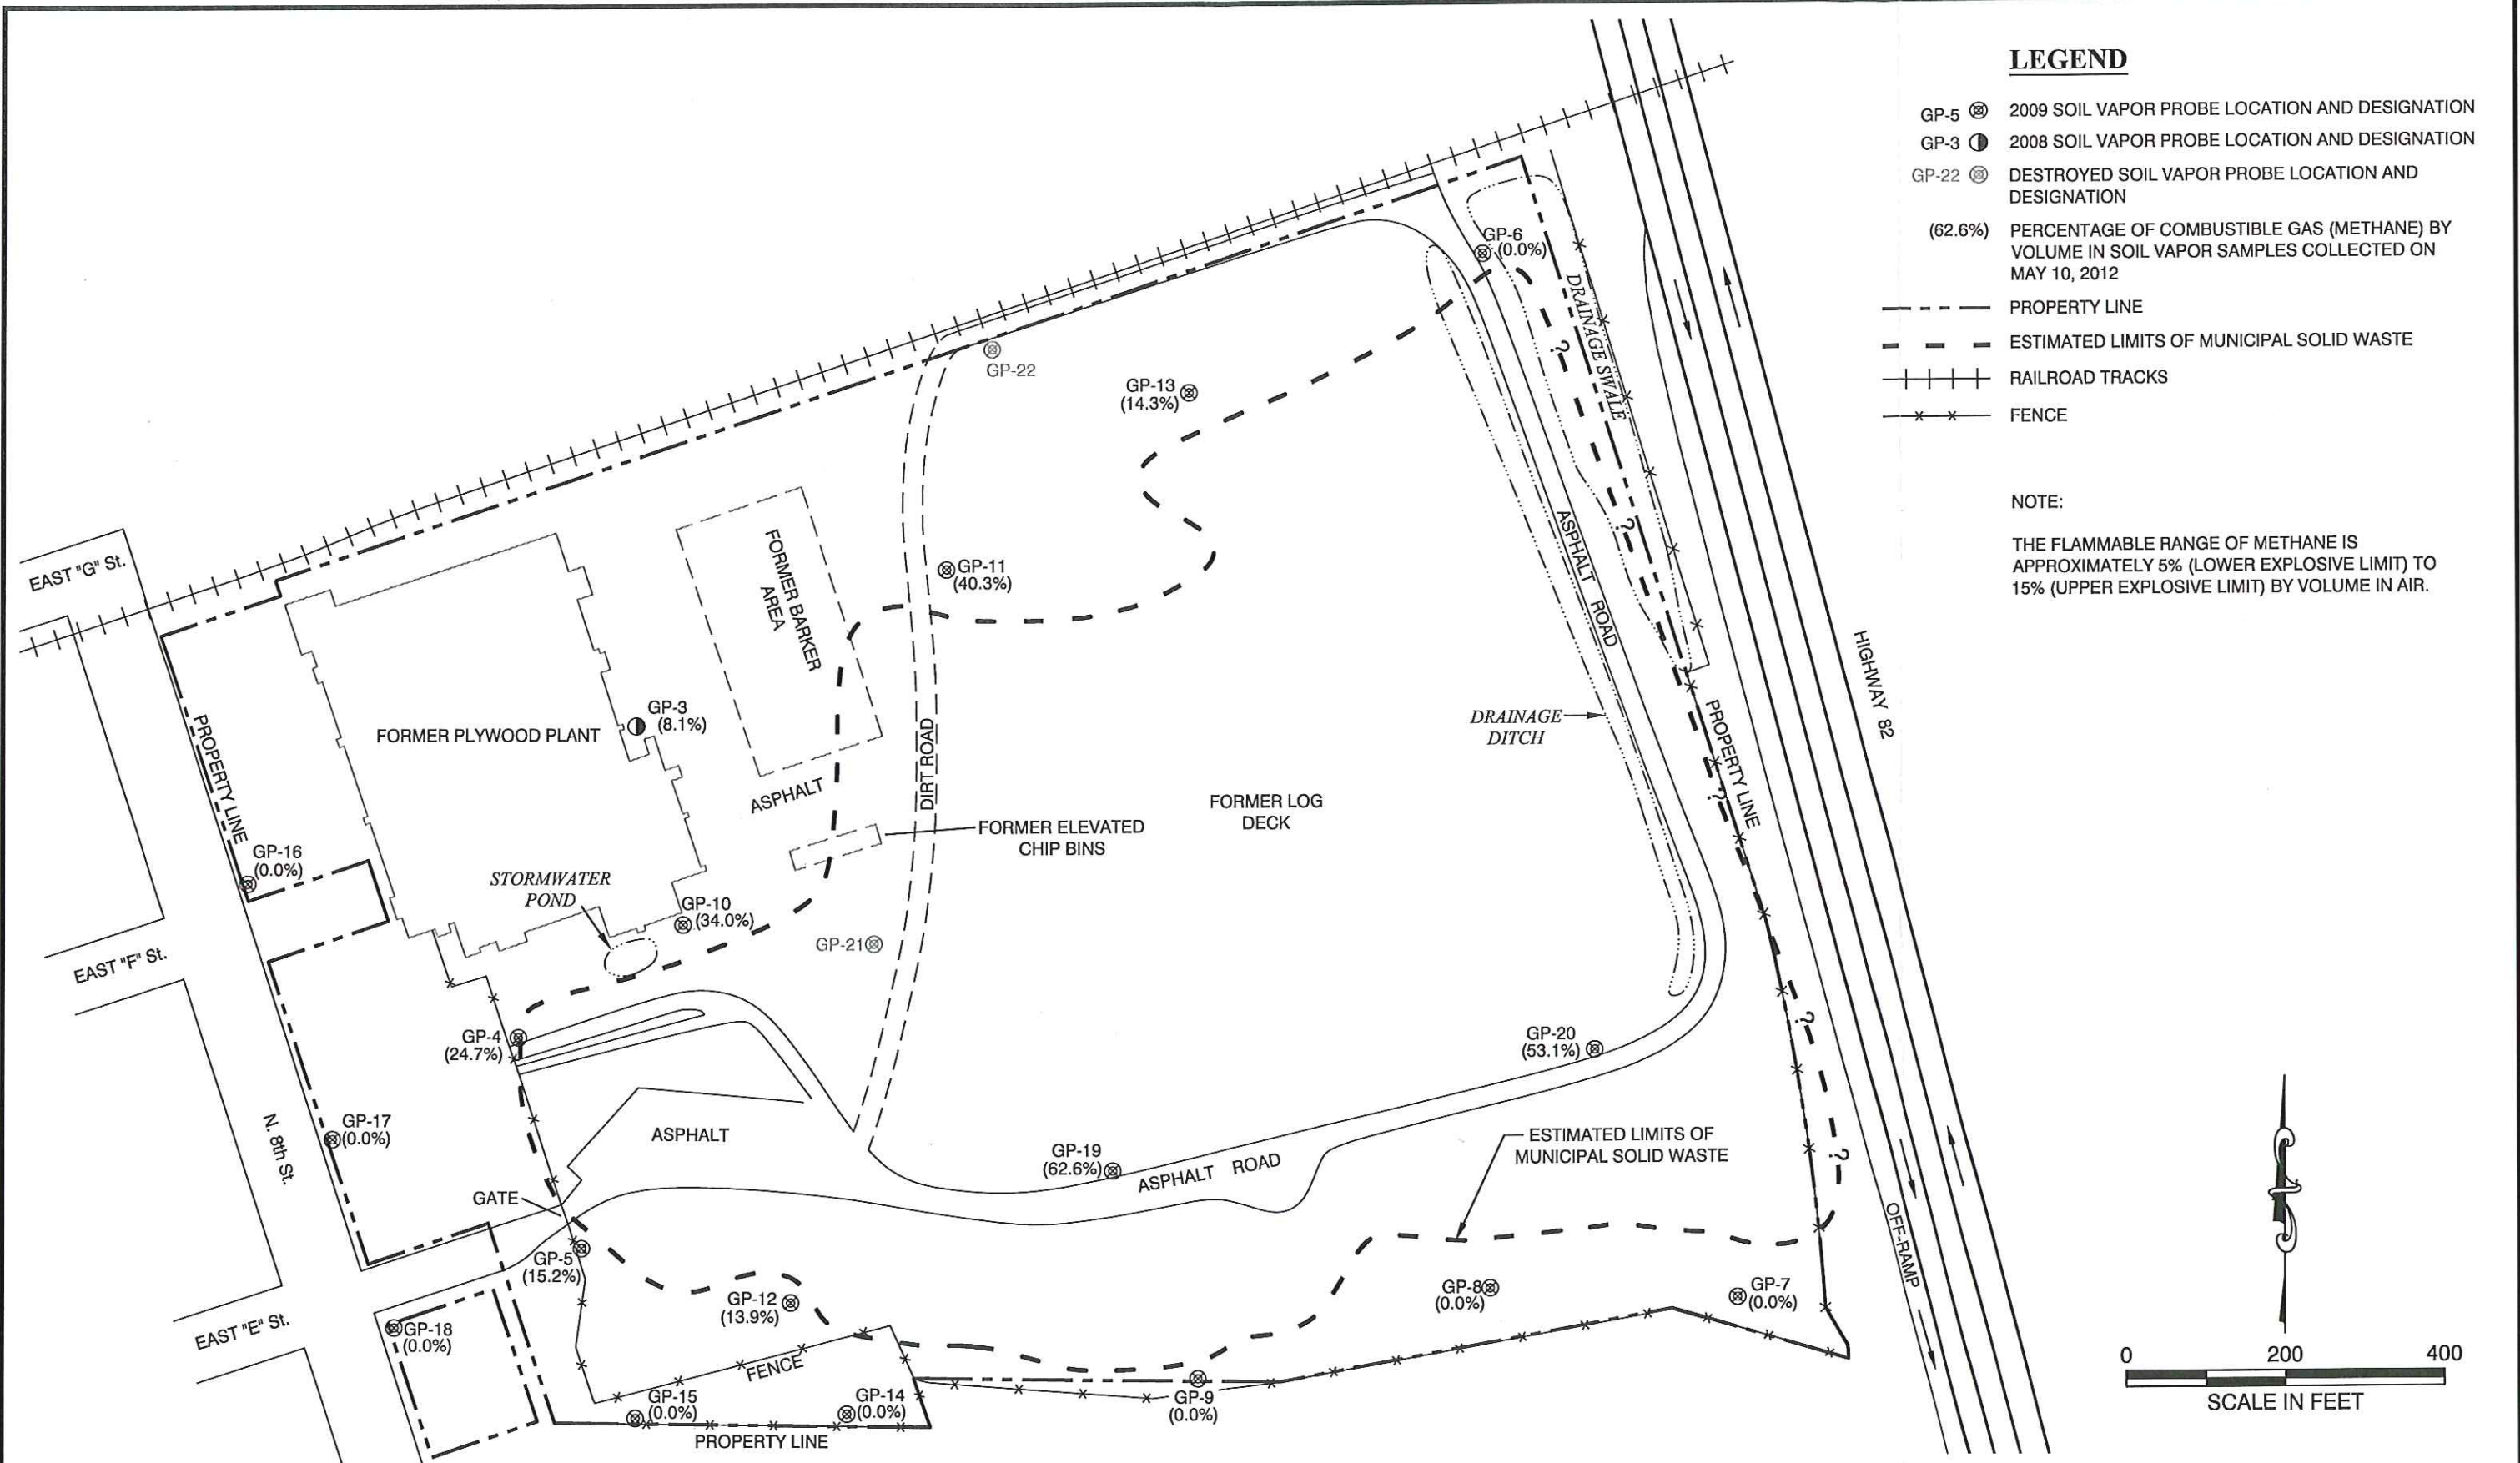 LEGEND
GP-5 2009 SOIL VAPOR PROBE LOCATION AND DESIGNATION
GP-3 2008 SOIL VAPOR PROBE LOCATION AND DESIGNATION
GP-22 DESTROYED SOIL VAPOR PROBE LOCATION AND
DESIGNATION
(62.6%) PERCENTAGE OF COMBUSTIBLE GAS (METHANE) BY
VOLUME IN SOIL VAPOR SAMPLES COLLECTED ON
MAY 10, 2012
PROPERTY LINE
ESTIMATED LIMITS OF MUNICIPAL SOLID WASTE
RAILROAD TRACKS
FENCE
NOTE:
THE FLAMMABLE RANGE OF METHANE IS
APPROXIMATELY 5% (LOWER EXPLOSIVE LIMIT) TO
15% (UPPER EXPLOSIVE LIMIT) BY VOLUME IN AIR.
GP-6
(0.0%)
DRAINAGE SWALE
?
GP-22
GP-13
(14.3%)
?
ASPHALT ROAD
EAST "G" St.
FORMER BARKER
AREA
GP-11
(40.3%)
HIGHWAY 82
PROPERTY LINE
FORMER PLYWOOD PLANT
GP-3
(8.1%)
DIRT ROAD
DRAINAGE
DITCH
PROPERTY LINE
?
ASPHALT
FORMER LOG
DECK
FORMER ELEVATED
CHIP BINS
GP-16
(0.0%)
STORMWATER
POND
GP-10
(34.0%)
GP-21
EAST "F" St.
GP-4
(24.7%)
GP-20
(53.1%)
?
N. 8th St.
GP-17
(0.0%)
ASPHALT
GP-19
(62.6%)
ASPHALT ROAD
ESTIMATED LIMITS OF
MUNICIPAL SOLID WASTE
?
GATE
GP-5
(15.2%)
OFF-RAMP
GP-12
(13.9%)
GP-8
(0.0%)
GP-7
(0.0%)
EAST "E" St.
GP-18
(0.0%)
FENCE
GP-15
(0.0%)
GP-14
(0.0%)
GP-9
(0.0%)
PROPERTY LINE
0 200 400
SCALE IN FEET